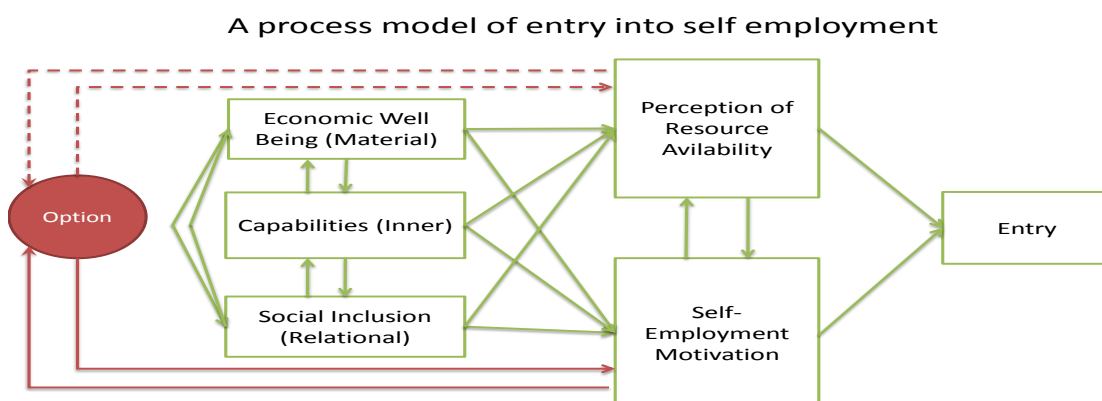 A process model of entry into self employment
Economic Well
Being (Material)
Perception of
Resource
Avilability
Option
Capabilities (Inner)
Entry
Social Inclusion
(Relational)
Self-
Employment
Motivation